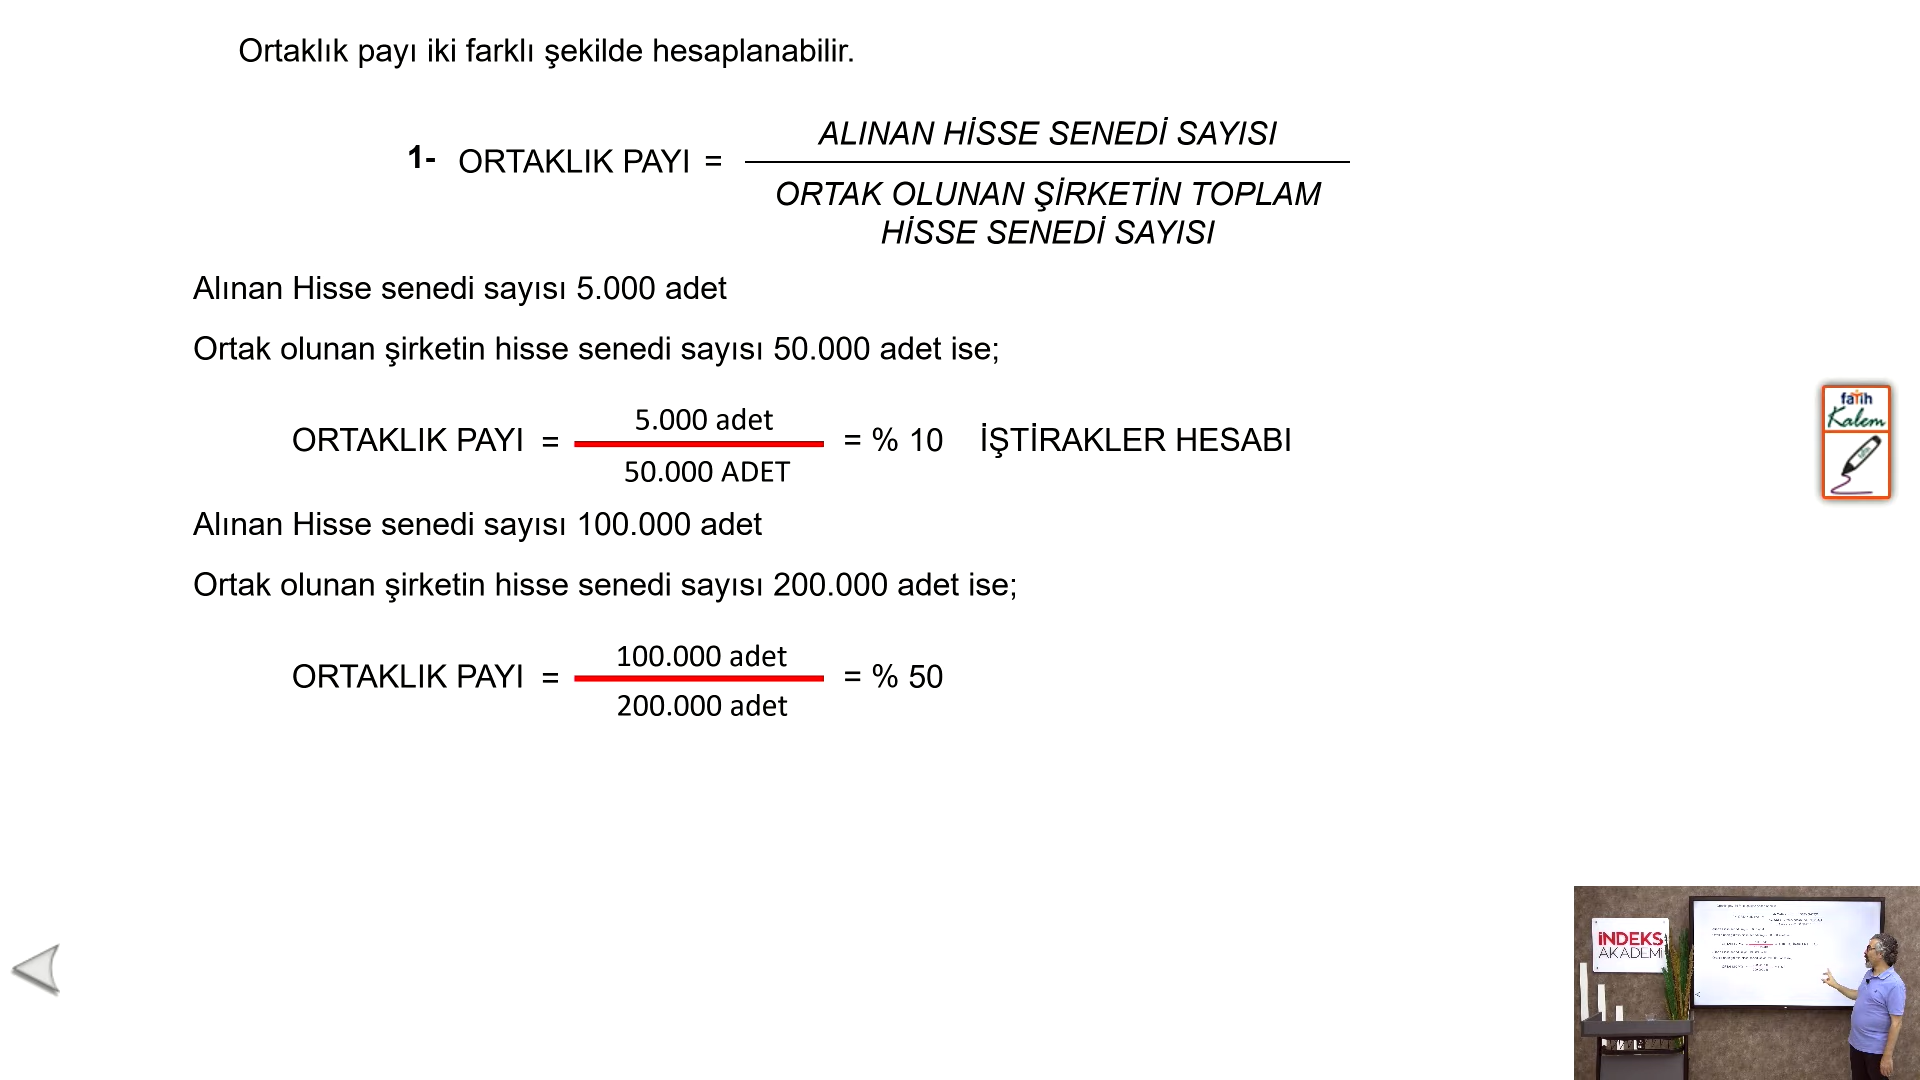 Ortaklık payı iki farklı şekilde hesaplanabilir.
1- ORTAKLIK PAYI =
ALINAN HİSSE SENEDİ SAYISI
ORTAK OLUNAN ŞİRKETİN TOPLAM
HİSSE SENEDİ SAYISI
Alınan Hisse senedi sayısı 5.000 adet
Ortak olunan şirketin hisse senedi sayısı 50.000 adet ise;
5.000 adet
ORTAKLIK PAYI = = % 10 İŞTİRAKLER HESABI
50.000 ADET
Alınan Hisse senedi sayısı 100.000 adet
Ortak olunan şirketin hisse senedi sayısı 200.000 adet ise;
100.000 adet
ORTAKLIK PAYI = = % 50
200.000 adet
fatih
Kalem
İNDEKS
AKADEMİ